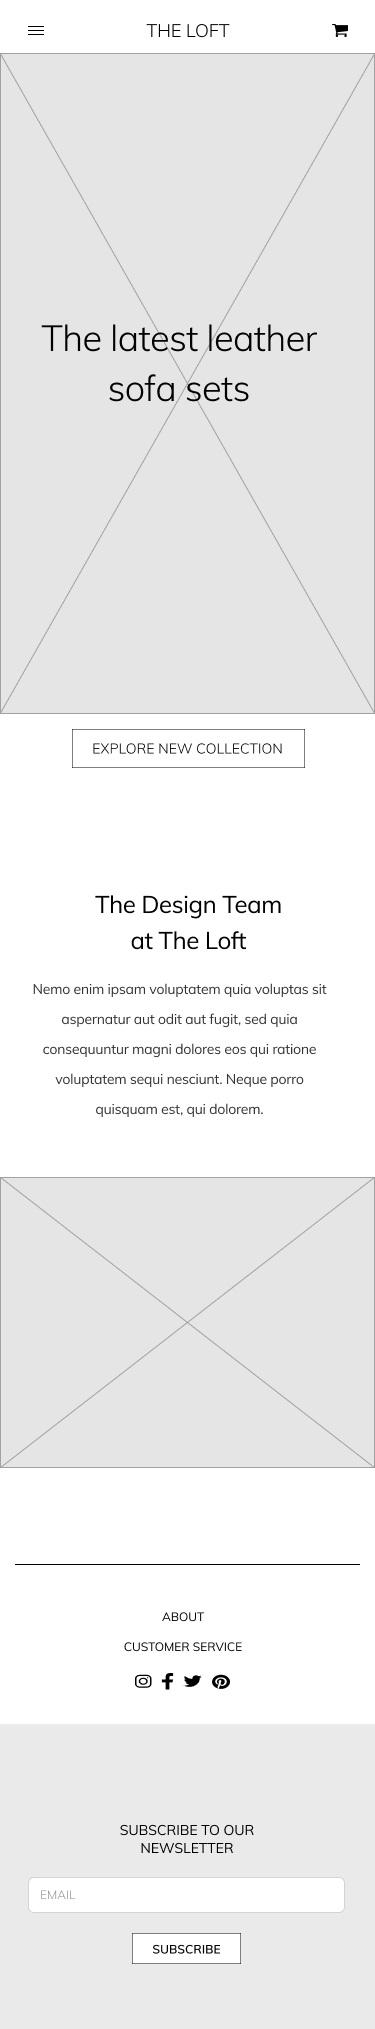 THE LOFT
The latest leather
sofa sets
EXPLORE NEW COLLECTION
The Design Team
at The Loft
Nemo enim ipsam voluptatem quia voluptas sit
aspernatur aut odit aut fugit, sed quia
consequuntur magni dolores eos qui ratione
voluptatem sequi nesciunt. Neque porro
quisquam est, qui dolorem.
ABOUT
CUSTOMER SERVICE
SUBSCRIBE TO OUR
NEWSLETTER
EMAIL
SUBSCRIBE